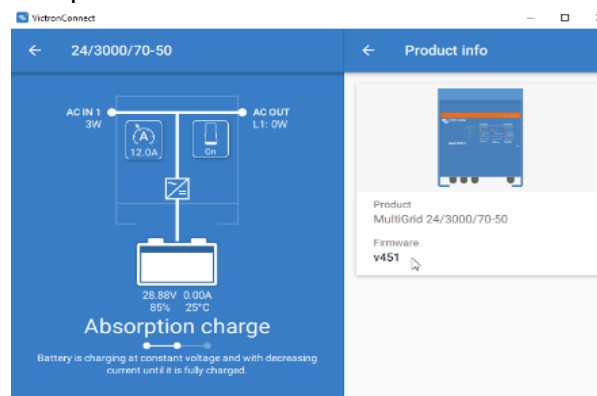 VictronConnect
24/3000/70-50
Product info
AC IN 1
3W
AC OUT
L1: 0W
12.0A
On
28.88V 0.00A
85% 25°C
Absorption charge
Battery is charging at constant voltage and with decreasing
current until it is fully charged.
Product
MultiGrid 24/3000/70-50
Firmware
v451